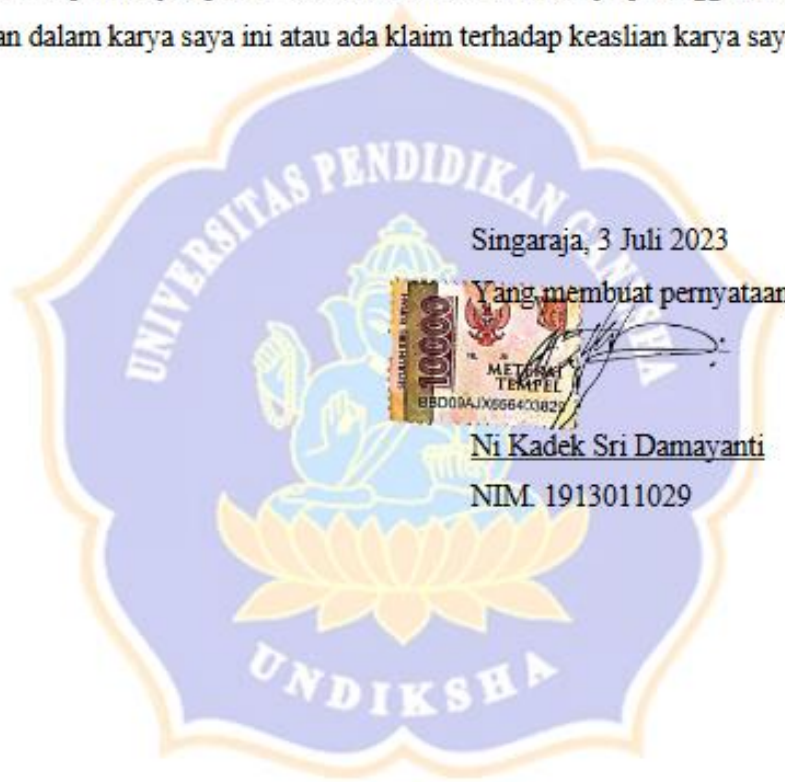 an dalam karya saya ini atau ada klaim terhadap keaslian karya say
UNIVERSITAS PENDIDIKAN GANESHA
Singaraja, 3 Juli 2023
Yang membuat pernyataan
10000
METERAI
TEMPEL
Ni Kadek Sri Damayanti
NIM. 1913011029
UNDIKSHA